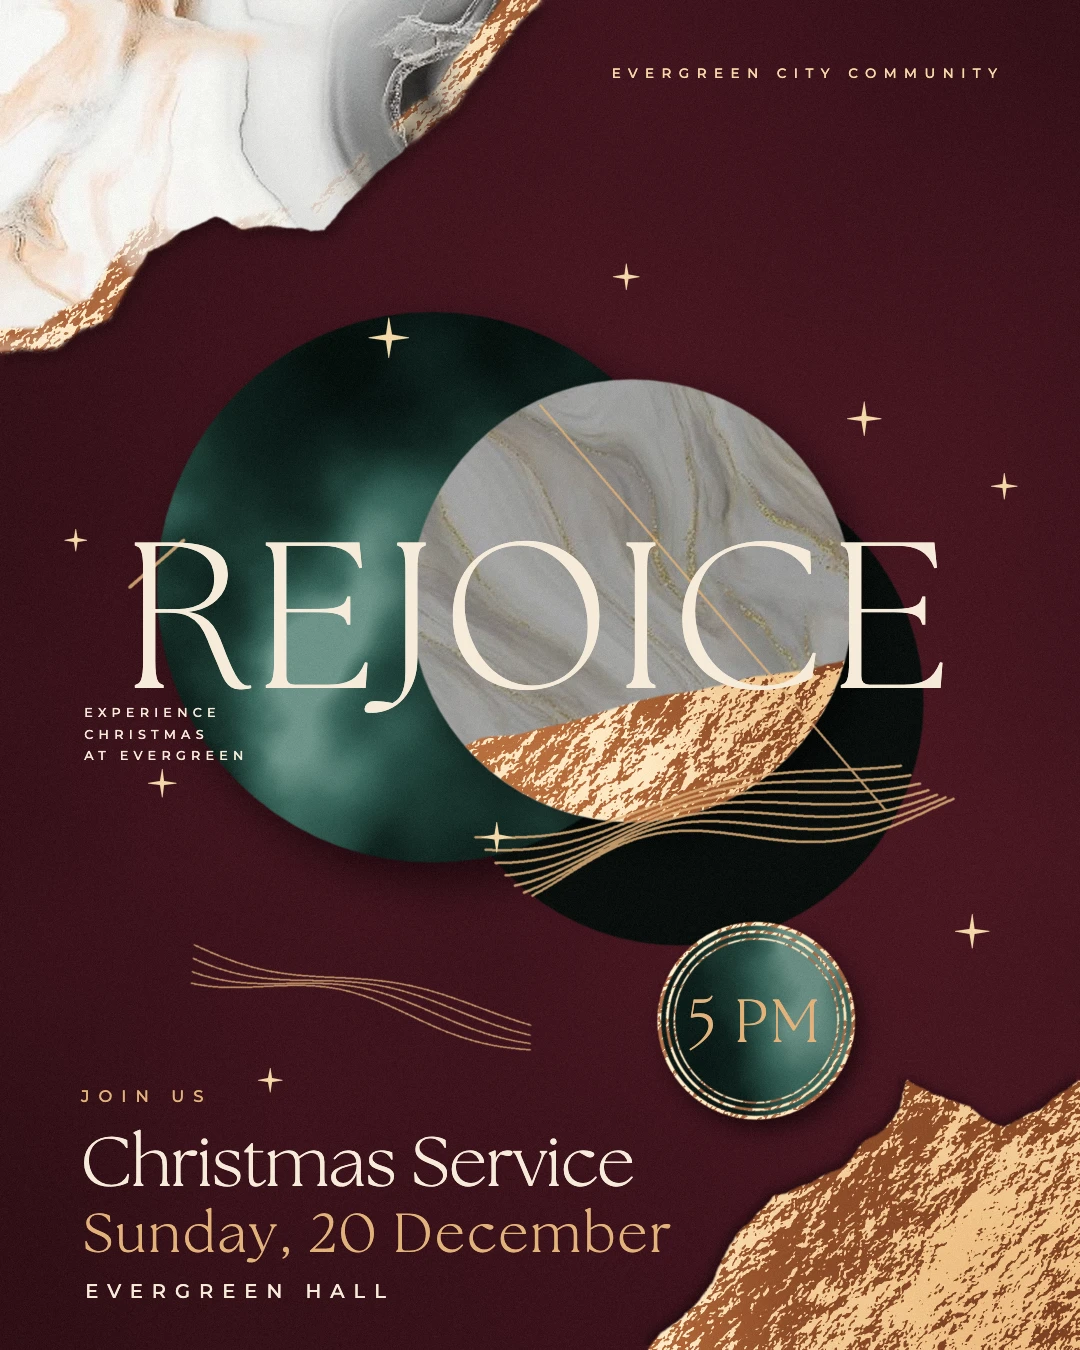 EVERGREEN CITY COMMUNITY
REJOICE
EXPERIENCE
CHRISTMAS
AT EVERGREEN
5 PM
JOIN US
Christmas Service
Sunday, 20 December
EVERGREEN HALL